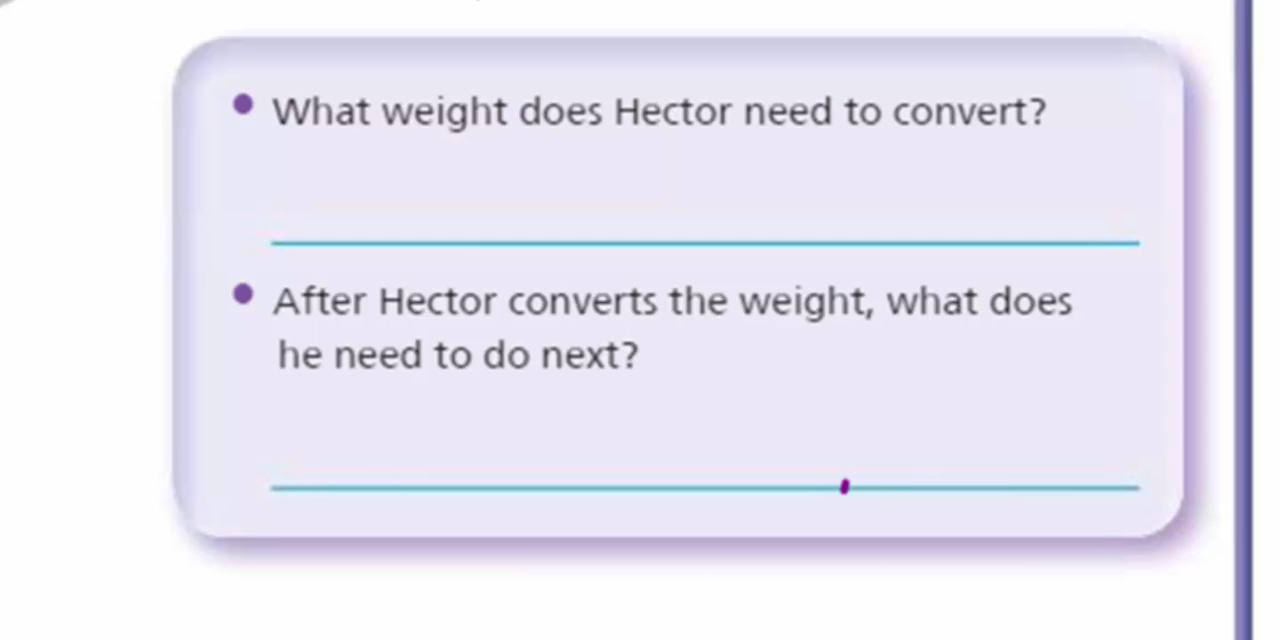 What weight does Hector need to convert?
After Hector converts the weight, what does
he need to do next?